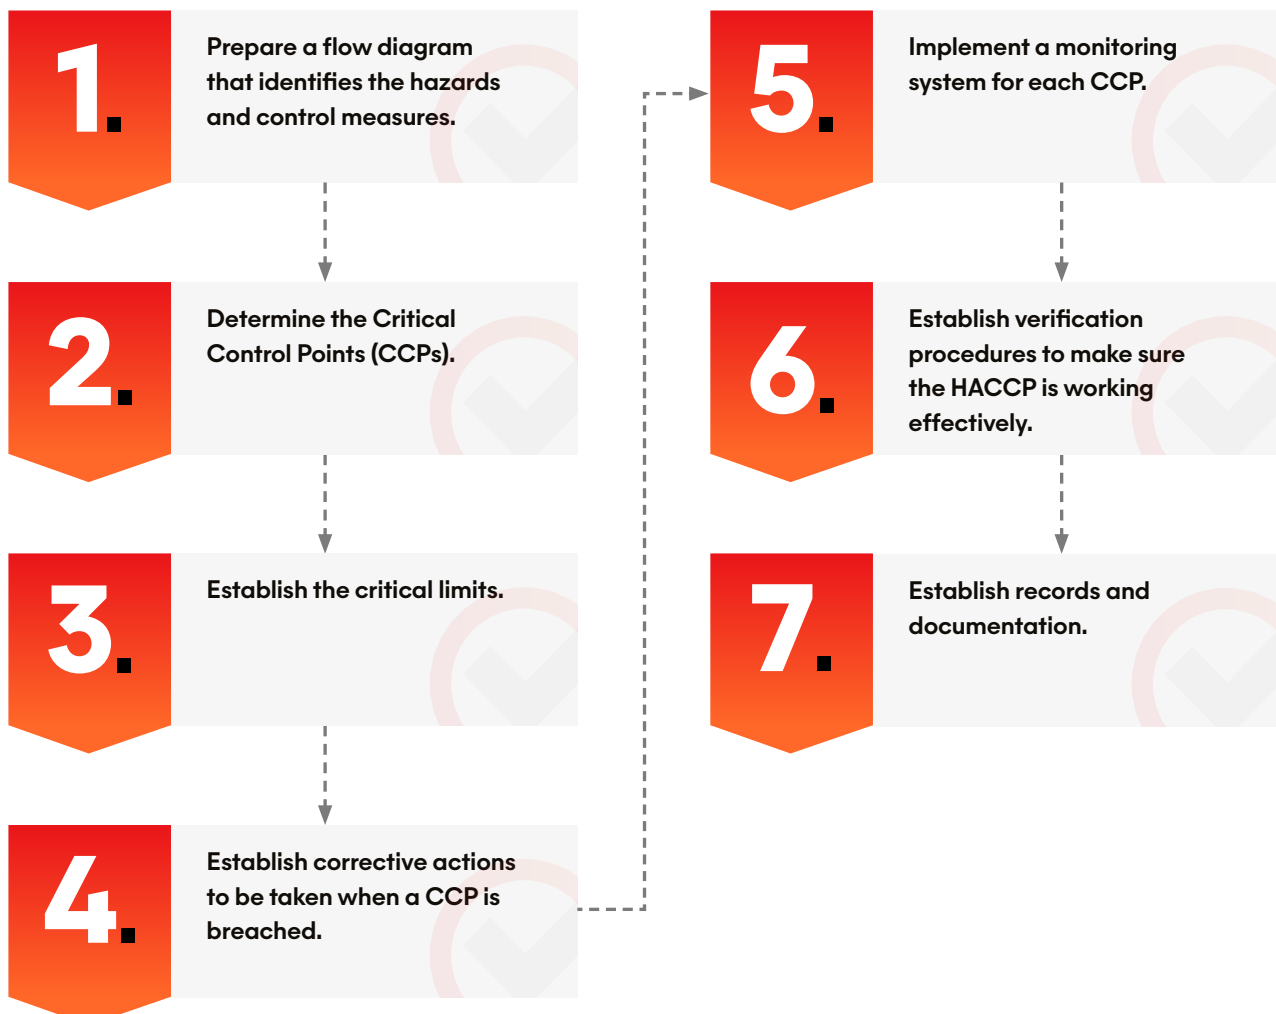 1.
Prepare a flow diagram
that identifies the hazards
and control measures.
2.
Determine the Critical
Control Points (CCPs).
3.
Establish the critical limits.
4.
Establish corrective actions
to be taken when a CCP is
breached.
5.
Implement a monitoring
system for each CCP.
6.
Establish verification
procedures to make sure
the HACCP is working
effectively.
7.
Establish records and
documentation.